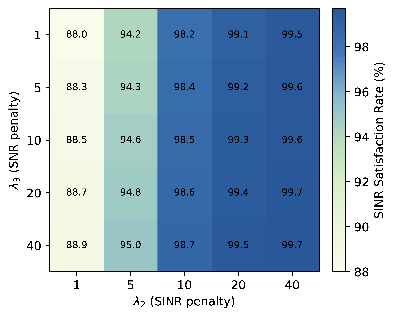 1 88.0 94.2 98.2 99.1 99.5
5 88.3 94.3 98.4 99.2 99.6
10 88.5 94.6 98.5 99.3 99.6
20 88.7 94.8 98.6 99.4 99.7
40 88.9 95.0 98.7 99.5 99.7
1 5 10 20 40
λ₂ (SINR penalty)
λ₃ (SNR penalty)
98
96
94
92
90
88
SINR Satisfaction Rate (%)